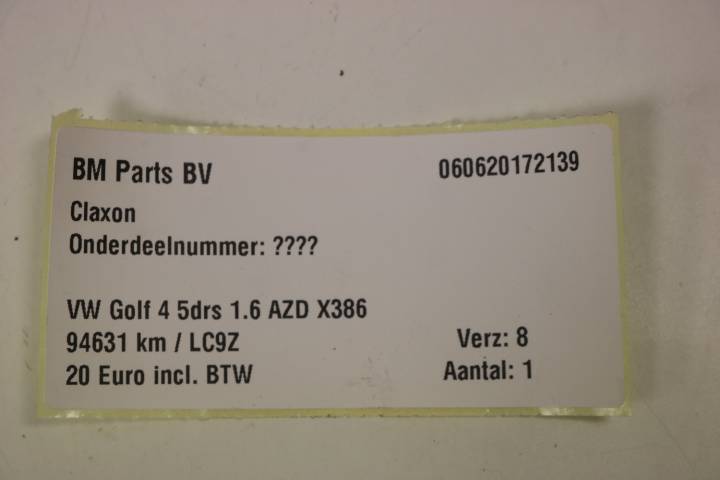 BM Parts BV 060620172139
Claxon
Onderdeelnummer: ????
VW Golf 4 5drs 1.6 AZD X386
94631 km / LC9Z Verz: 8
20 Euro incl. BTW Aantal: 1